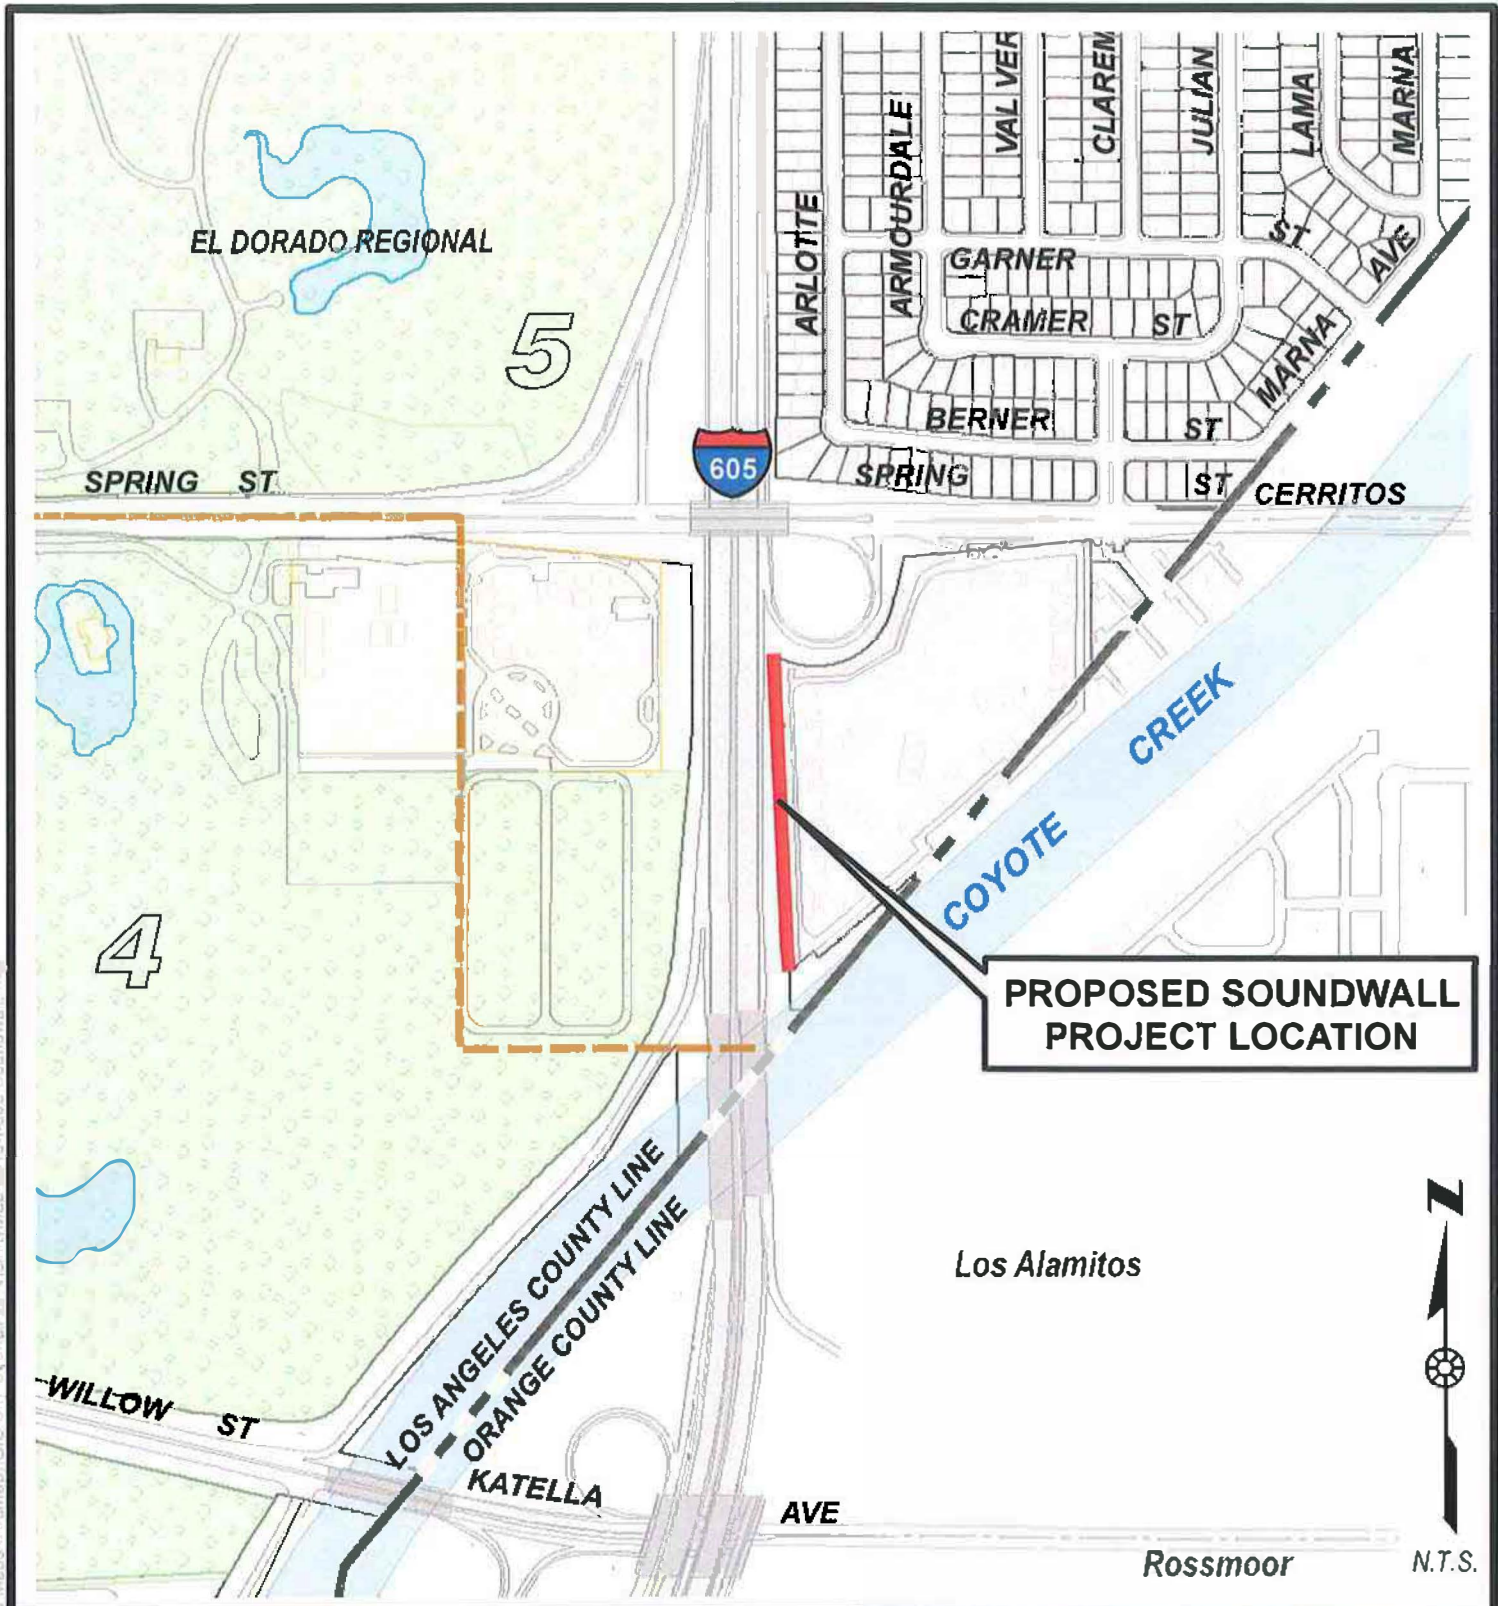 VAL VER
CLAREM
JULIAN
LAMA
MARNA
ARMOURDALE
ARLOTTE
EL DORADO REGIONAL
ST
AVE
GARNER
CRAMER ST
5
MARNA
BERNER ST
605
SPRING ST
SPRING ST
CERRITOS
CREEK
COYOTE
4
PROPOSED SOUNDWALL
PROJECT LOCATION
LOS ANGELES COUNTY LINE
ORANGE COUNTY LINE
N
Los Alamitos
WILLOW ST
KATELLA AVE
Rossmoor
N.T.S.